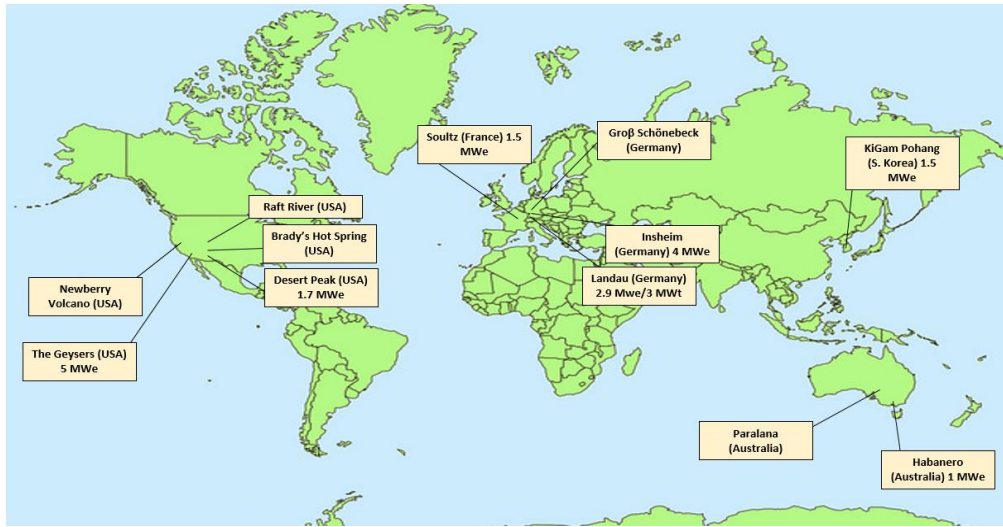 Soultz (France) 1.5
MWe
Groß Schönebeck
(Germany)
KiGam Pohang
(S. Korea) 1.5
MWe
Raft River (USA)
Brady's Hot Spring
(USA)
Insheim
(Germany) 4 MWe
Desert Peak (USA)
1.7 MWe
Landau (Germany)
2.9 Mwe/3 MWt
Newberry
Volcano (USA)
The Geysers (USA)
5 MWe
Paralana
(Australia)
Habanero
(Australia) 1 MWe